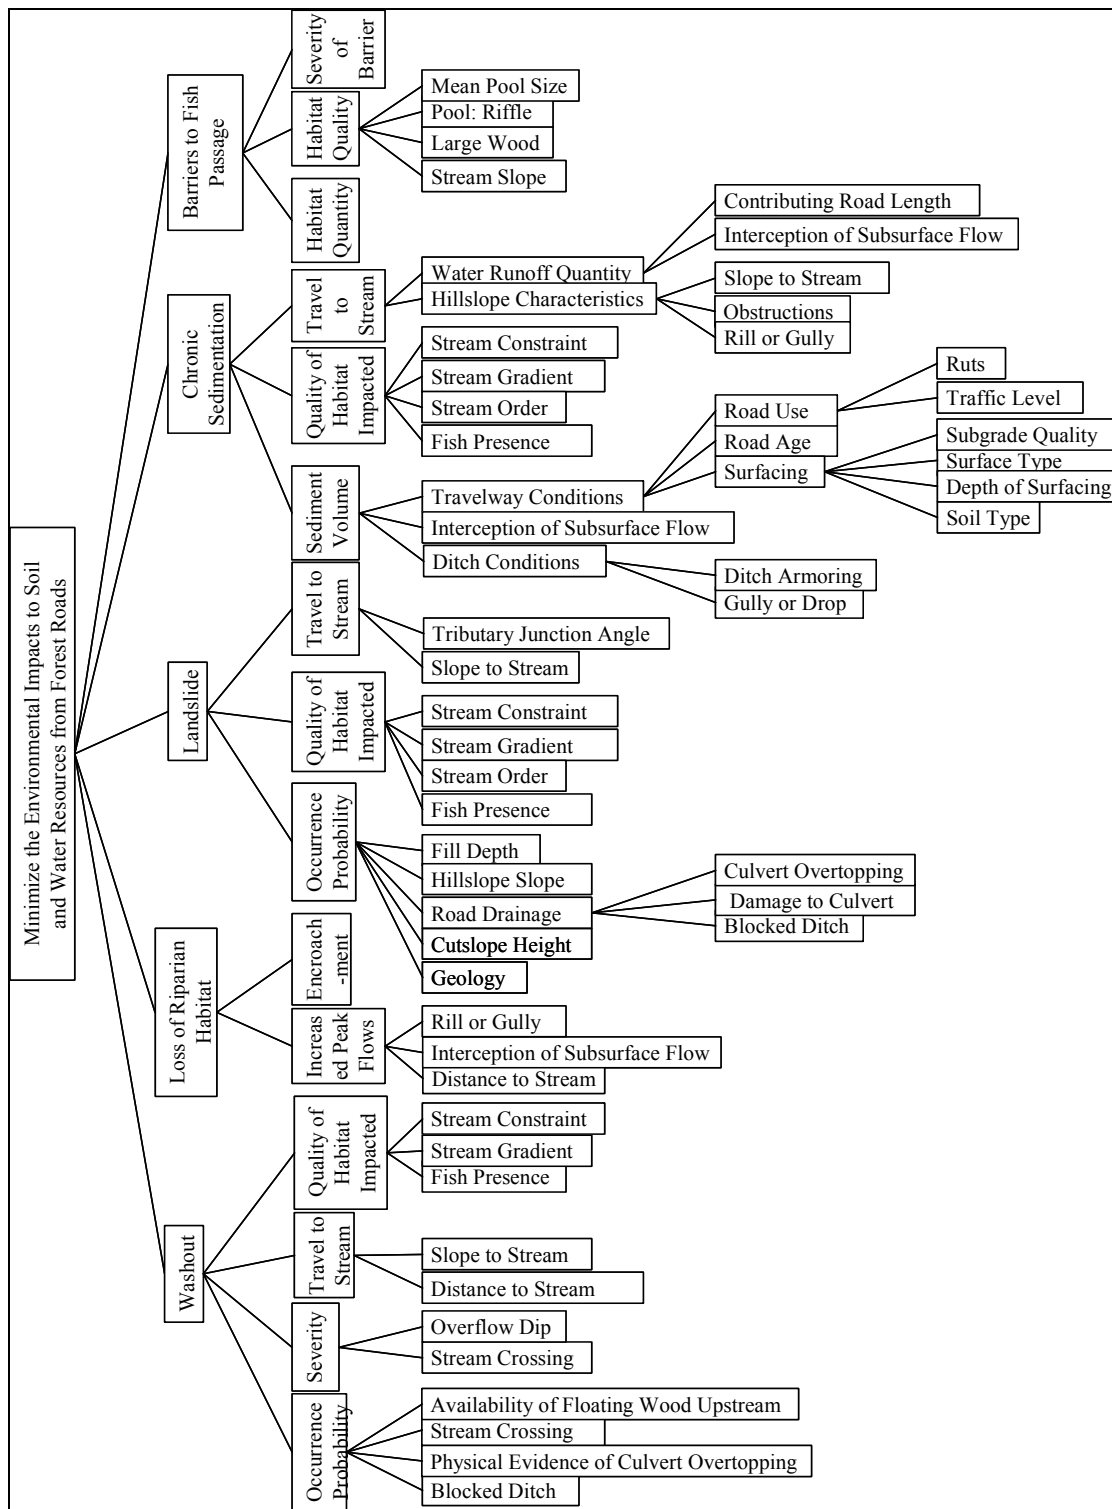 Minimize the Environmental Impacts to Soil
and Water Resources from Forest Roads
Barriers to Fish
Passage
Severity
of
Barrier
Habitat
Quality
Mean Pool Size
Pool: Riffle
Large Wood
Stream Slope
Habitat
Quantity
Chronic
Sedimentation
Travel
to
Stream
Water Runoff Quantity
Contributing Road Length
Interception of Subsurface Flow
Hillslope Characteristics
Slope to Stream
Obstructions
Rill or Gully
Quality of
Habitat
Impacted
Stream Constraint
Stream Gradient
Stream Order
Fish Presence
Sediment
Volume
Travelway Conditions
Road Use
Ruts
Traffic Level
Road Age
Surfacing
Subgrade Quality
Surface Type
Depth of Surfacing
Soil Type
Interception of Subsurface Flow
Ditch Conditions
Ditch Armoring
Gully or Drop
Landslide
Travel to
Stream
Tributary Junction Angle
Slope to Stream
Quality of
Habitat
Impacted
Stream Constraint
Stream Gradient
Stream Order
Fish Presence
Occurrence
Probability
Fill Depth
Hillslope Slope
Road Drainage
Culvert Overtopping
Damage to Culvert
Blocked Ditch
Cutslope Height
Geology
Loss of Riparian
Habitat
Encroach
-ment
Increas
ed Peak
Flows
Rill or Gully
Interception of Subsurface Flow
Distance to Stream
Washout
Quality of
Habitat
Impacted
Stream Constraint
Stream Gradient
Fish Presence
Travel to
Stream
Slope to Stream
Distance to Stream
Severity
Overflow Dip
Stream Crossing
Occurrence
Probability
Availability of Floating Wood Upstream
Stream Crossing
Physical Evidence of Culvert Overtopping
Blocked Ditch